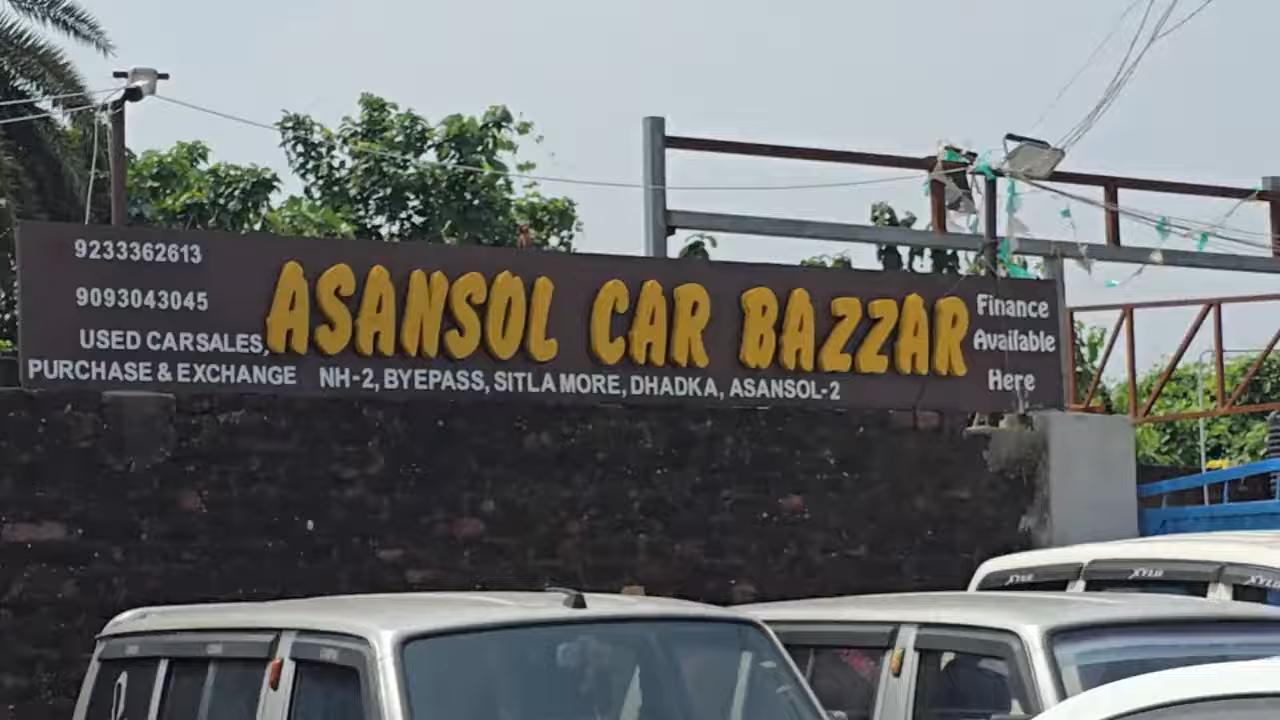 9233362613
9093043045
USED CARSALES,
PURCHASE & EXCHANGE
ASANSOL CAR BAZZAR
NH-2, BYEPASS, SITLA MORE, DHADKA, ASANSOL-2
Finance
Available
Here
XYLO
XYLO
XYLO